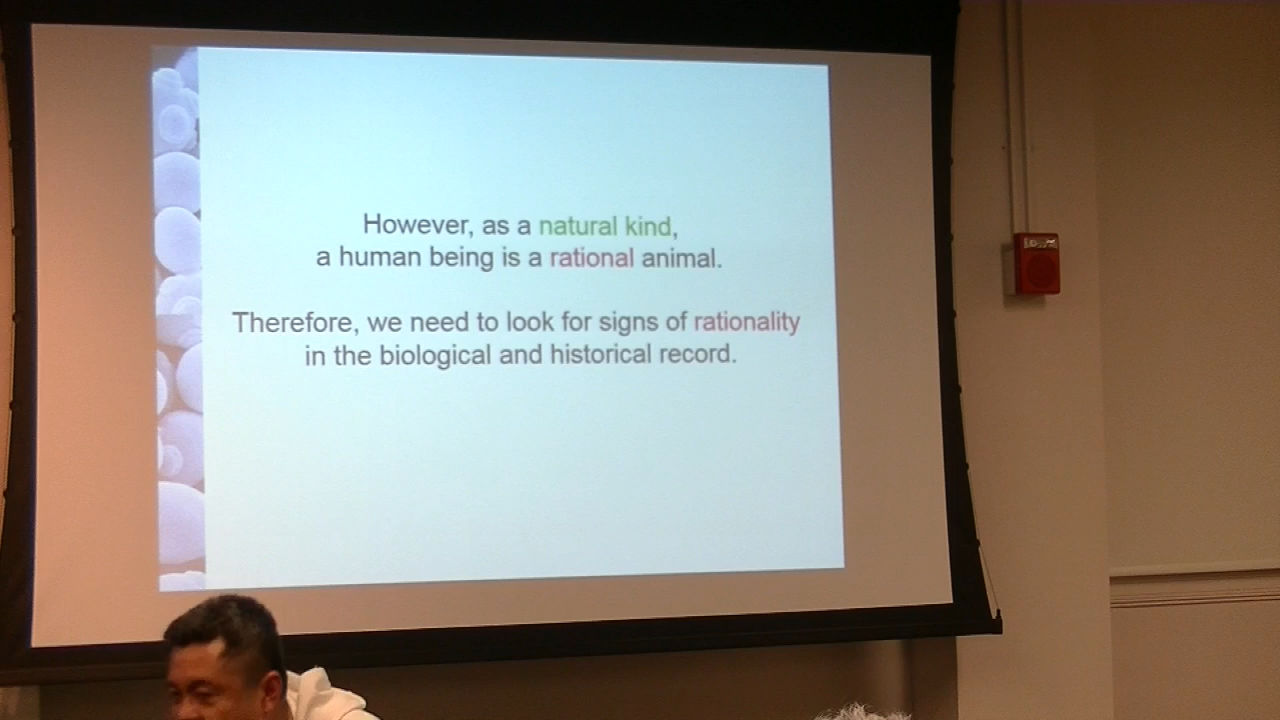 However, as a natural kind,
a human being is a rational animal.
Therefore, we need to look for signs of rationality
in the biological and historical record.